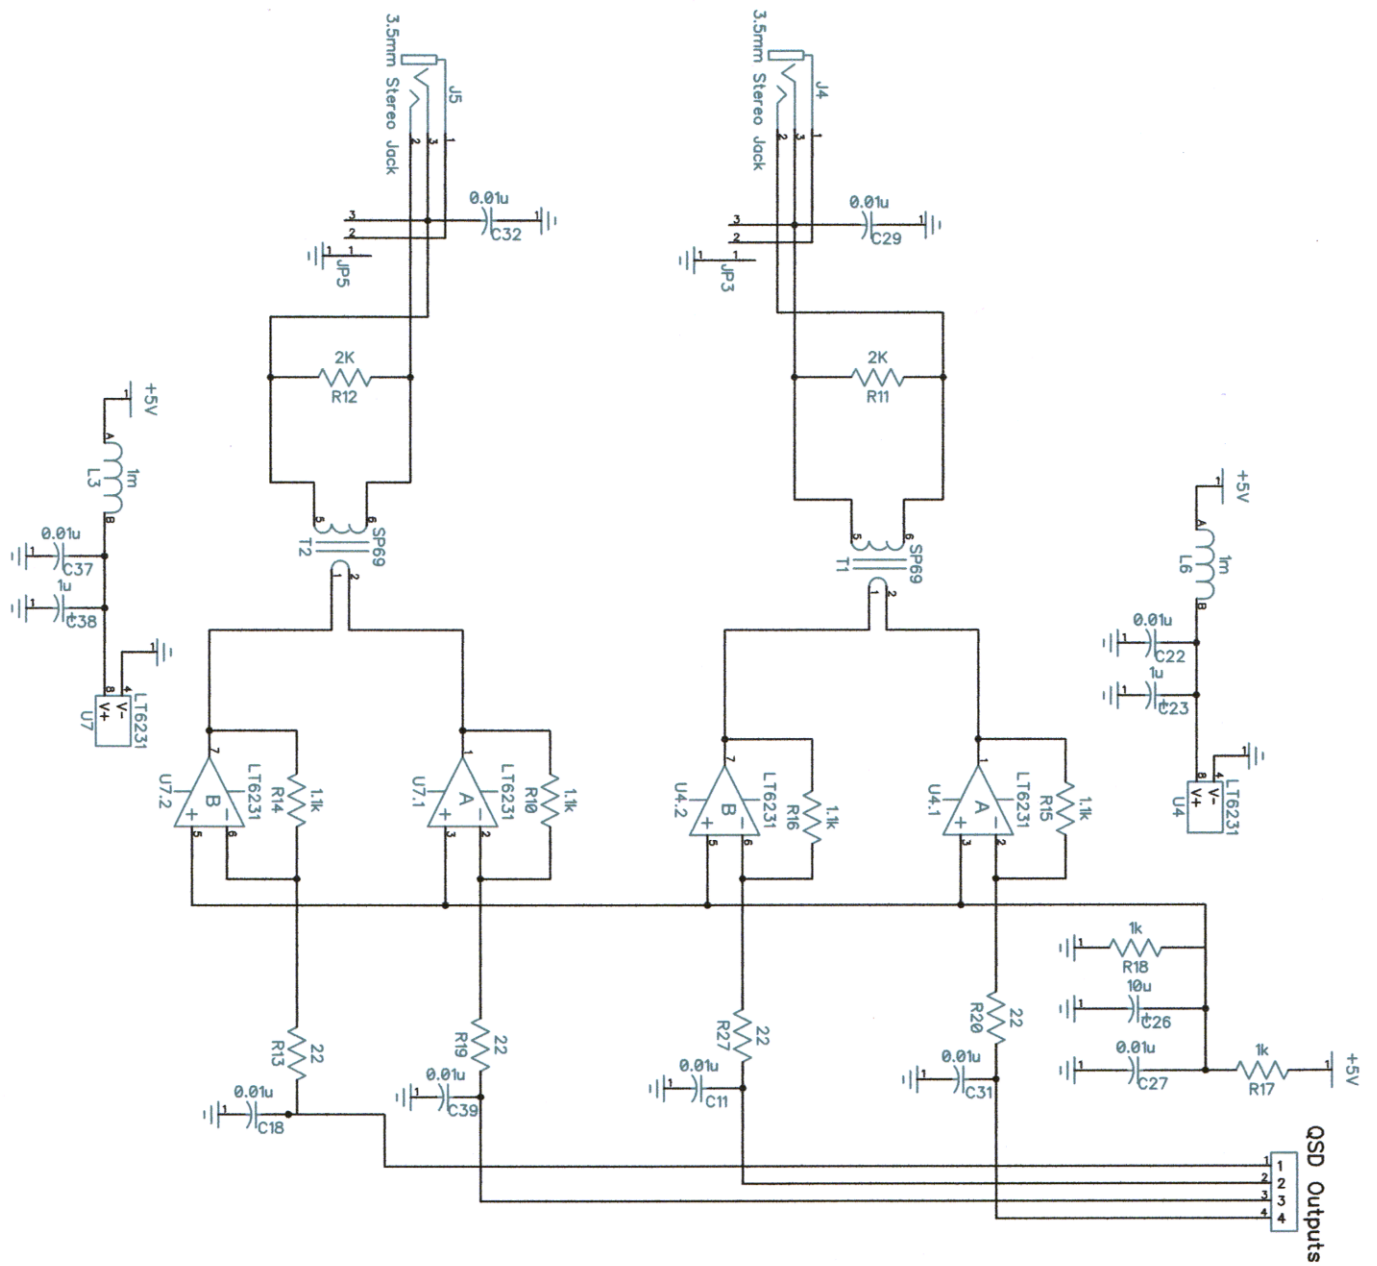 3.5mm Stereo Jack
J5
2
3
1
0.01u
1
C32
3
2
1 1
JP5
2K
R12
5
6
SP69
T2
1
2
3.5mm Stereo Jack
J4
2
3
1
0.01u
1
C29
3
2
1 1
JP3
2K
R11
5
6
SP69
T1
1
2
+5V
1
A
1m
L3
B
0.01u
1
C37
1u
1
+
C38
8
4
V+
V-
LT6231
U7
+5V
1
A
1m
L6
B
0.01u
1
C22
1u
1
+
C23
8
4
V+
V-
LT6231
U4
7
B
+
-
5
6
U7.2
LT6231
R14
1.1k
1
A
+
-
3
2
U7.1
LT6231
R10
1.1k
7
B
+
-
5
6
U4.2
LT6231
R16
1.1k
1
A
+
-
3
2
U4.1
LT6231
R15
1.1k
1k
1
R18
10u
1
+
C26
0.01u
1
C27
1k
R17
1
+5V
22
R13
0.01u
1
C18
22
R19
0.01u
1
C39
22
R27
0.01u
1
C11
22
R20
0.01u
1
C31
QSD Outputs
1 1
2 2
3 3
4 4